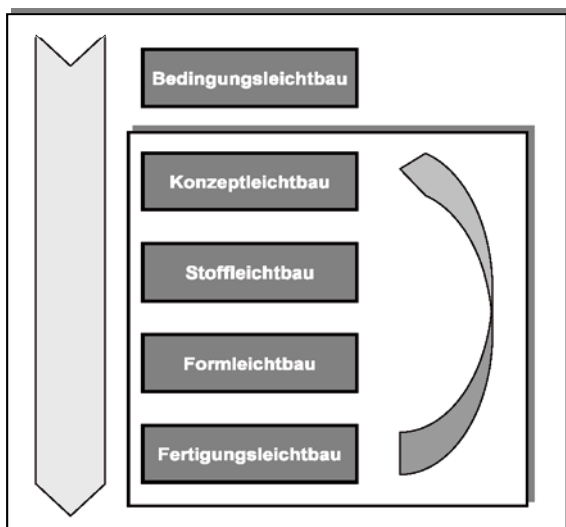 Bedingungsleichtbau
Konzeptleichtbau
Stoffleichtbau
Formleichtbau
Fertigungsleichtbau